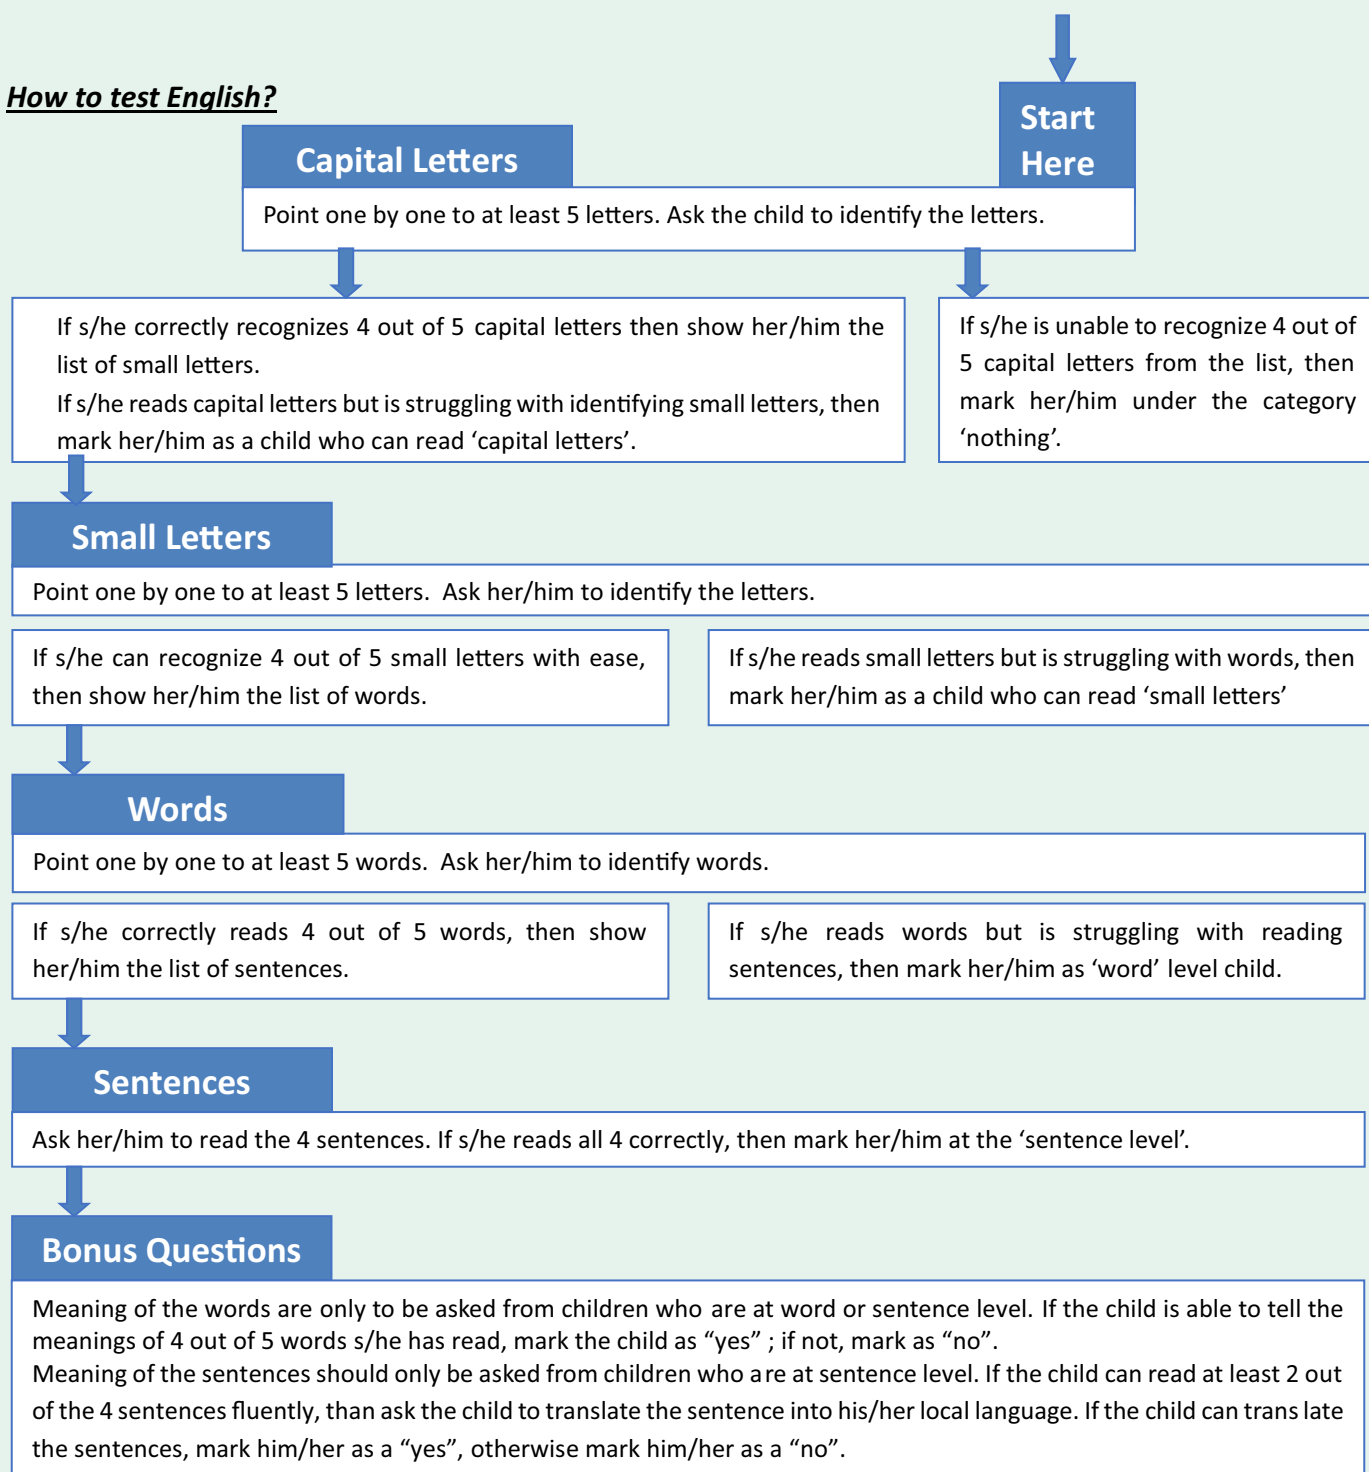 How to test English?
Start
Here
Capital Letters
Point one by one to at least 5 letters. Ask the child to identify the letters.
If s/he correctly recognizes 4 out of 5 capital letters then show her/him the
list of small letters.
If s/he reads capital letters but is struggling with identifying small letters, then
mark her/him as a child who can read ‘capital letters’.
If s/he is unable to recognize 4 out of
5 capital letters from the list, then
mark her/him under the category
‘nothing’.
Small Letters
Point one by one to at least 5 letters.  Ask her/him to identify the letters.
If s/he can recognize 4 out of 5 small letters with ease,
then show her/him the list of words.
If s/he reads small letters but is struggling with words, then
mark her/him as a child who can read ‘small letters’
Words
Point one by one to at least 5 words.  Ask her/him to identify words.
If s/he correctly reads 4 out of 5 words, then show
her/him the list of sentences.
If s/he reads words but is struggling with reading
sentences, then mark her/him as ‘word’ level child.
Sentences
Ask her/him to read the 4 sentences. If s/he reads all 4 correctly, then mark her/him at the ‘sentence level’.
Bonus Questions
Meaning of the words are only to be asked from children who are at word or sentence level. If the child is able to tell the
meanings of 4 out of 5 words s/he has read, mark the child as “yes” ; if not, mark as “no”.
Meaning of the sentences should only be asked from children who are at sentence level. If the child can read at least 2 out
of the 4 sentences fluently, than ask the child to translate the sentence into his/her local language. If the child can trans late
the sentences, mark him/her as a “yes”, otherwise mark him/her as a “no”.